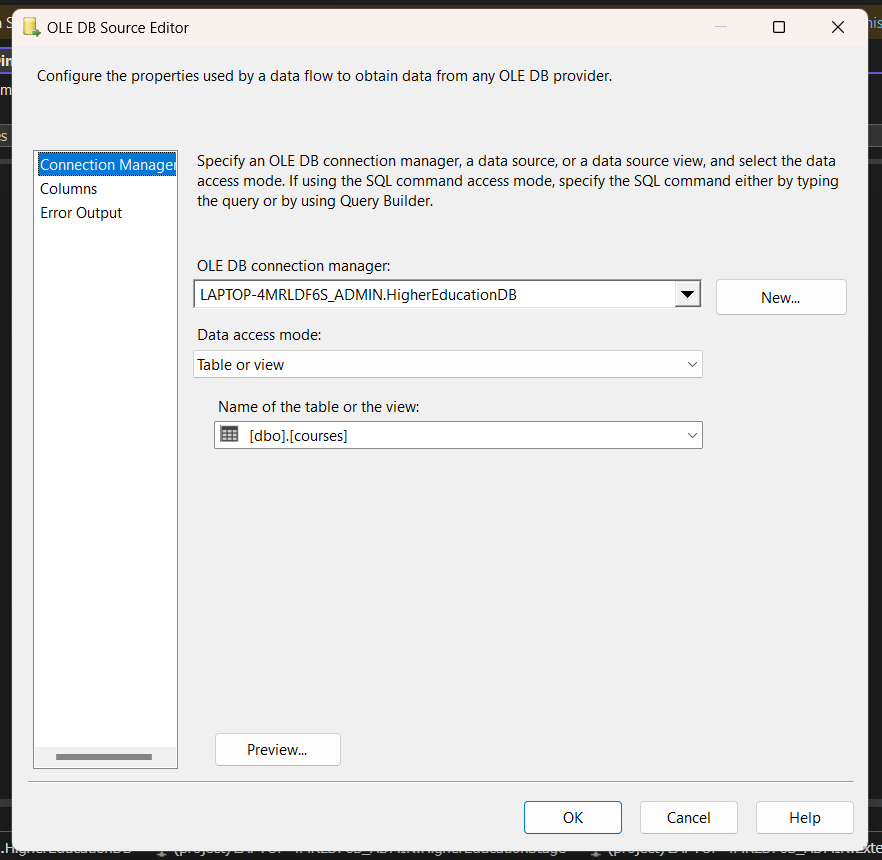 OLE DB Source Editor
Configure the properties used by a data flow to obtain data from any OLE DB provider.
Connection Manager
Columns
Error Output
Specify an OLE DB connection manager, a data source, or a data source view, and select the data
access mode. If using the SQL command access mode, specify the SQL command either by typing
the query or by using Query Builder.
OLE DB connection manager:
LAPTOP-4MRLDF6S_ADMIN.HigherEducationDB
New...
Data access mode:
Table or view
Name of the table or the view:
[dbo].[courses]
Preview...
OK
Cancel
Help